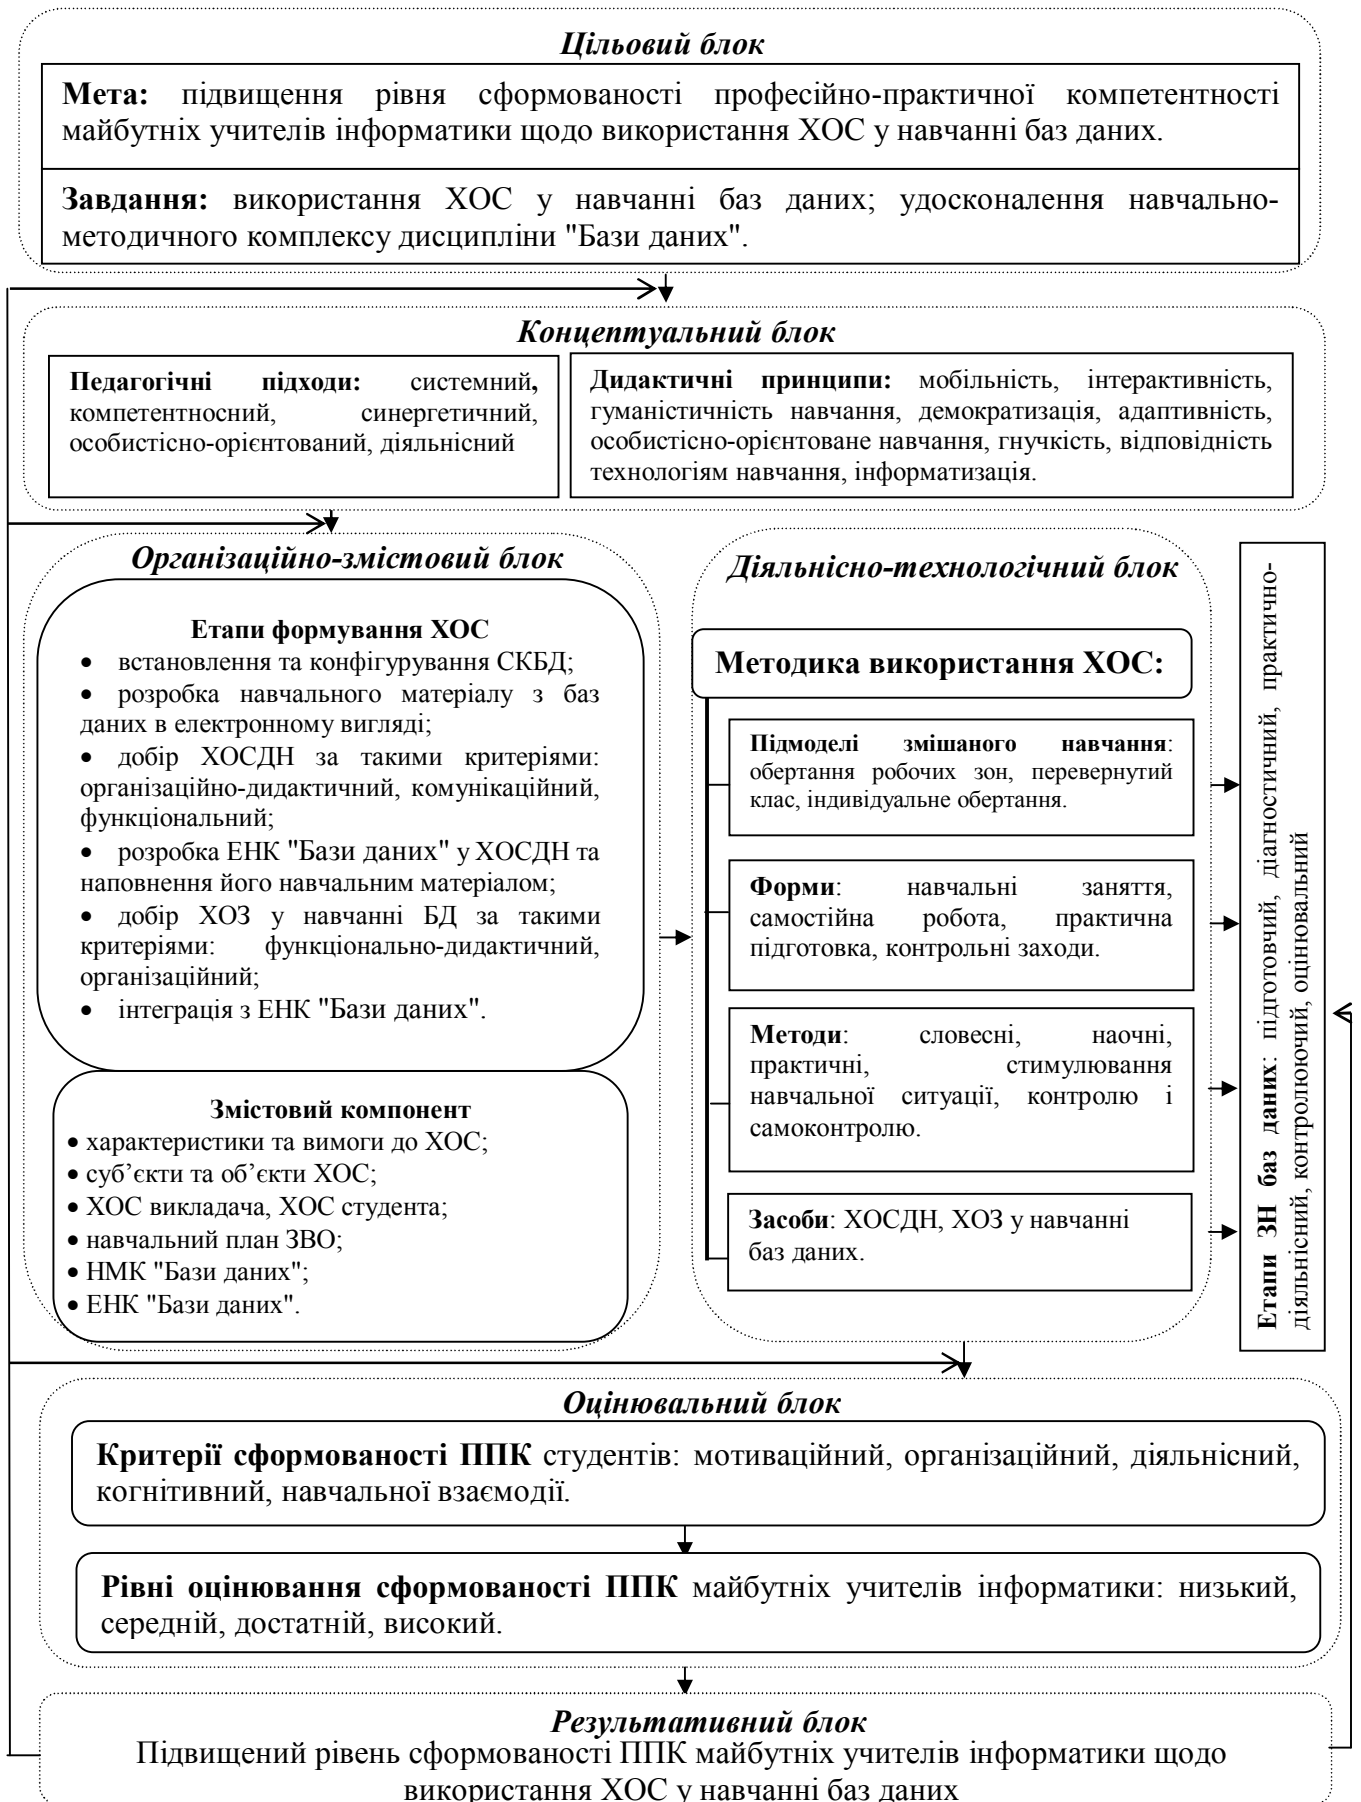 Цільовий блок
Мета: підвищення рівня сформованості професійно-практичної компетентності
майбутніх учителів інформатики щодо використання ХОС у навчанні баз даних.
Завдання: використання ХОС у навчанні баз даних; удосконалення навчально-
методичного комплексу дисципліни "Бази даних".
Концептуальний блок
Педагогічні підходи: системний,
компетентносний, синергетичний,
особистісно-орієнтований, діяльнісний
Дидактичні принципи: мобільність, інтерактивність,
гуманістичність навчання, демократизація, адаптивність,
особистісно-орієнтоване навчання, гнучкість, відповідність
технологіям навчання, інформатизація.
Організаційно-змістовий блок
Етапи формування ХОС
• встановлення та конфігурування СКБД;
• розробка навчального матеріалу з баз
даних в електронному вигляді;
• добір ХОСДН за такими критеріями:
організаційно-дидактичний, комунікаційний,
функціональний;
• розробка ЕНК "Бази даних" у ХОСДН та
наповнення його навчальним матеріалом;
• добір ХОЗ у навчанні БД за такими
критеріями: функціонально-дидактичний,
організаційний;
• інтеграція з ЕНК "Бази даних".
Змістовий компонент
• характеристики та вимоги до ХОС;
• суб’єкти та об’єкти ХОС;
• ХОС викладача, ХОС студента;
• навчальний план ЗВО;
• НМК "Бази даних";
• ЕНК "Бази даних".
Діяльнісно-технологічний блок
Методика використання ХОС:
Підмоделі змішаного навчання:
обертання робочих зон, перевернутий
клас, індивідуальне обертання.
Форми: навчальні заняття,
самостійна робота, практична
підготовка, контрольні заходи.
Методи: словесні, наочні,
практичні, стимулювання
навчальної ситуації, контролю і
самоконтролю.
Засоби: ХОСДН, ХОЗ у навчанні
баз даних.
Етапи ЗН баз даних: підготовчий, діагностичний, практично-
діяльнісний, контролюючий, оцінювальний
Оцінювальний блок
Критерії сформованості ППК студентів: мотиваційний, організаційний, діяльнісний,
когнітивний, навчальної взаємодії.
Рівні оцінювання сформованості ППК майбутніх учителів інформатики: низький,
середній, достатній, високий.
Результативний блок
Підвищений рівень сформованості ППК майбутніх учителів інформатики щодо
використання ХОС у навчанні баз даних